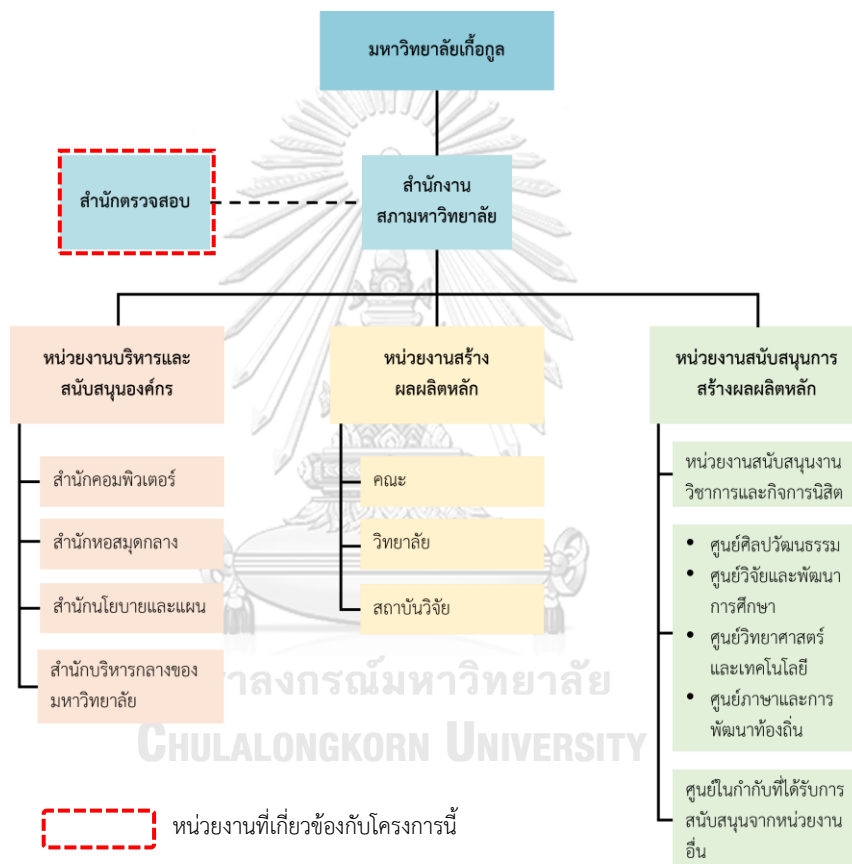 มหาวิทยาลัยเกื้อกูล
สำนักตรวจสอบ
สำนักงาน
สภามหาวิทยาลัย
หน่วยงานบริหารและ
สนับสนุนองค์กร
สำนักคอมพิวเตอร์
สำนักหอสมุดกลาง
สำนักนโยบายและแผน
สำนักบริหารกลางของ
มหาวิทยาลัย
หน่วยงานสร้าง
ผลผลิตหลัก
คณะ
วิทยาลัย
สถาบันวิจัย
หน่วยงานสนับสนุนการ
สร้างผลผลิตหลัก
หน่วยงานสนับสนุนงาน
วิชาการและกิจการนิสิต
• ศูนย์ศิลปวัฒนธรรม
• ศูนย์วิจัยและพัฒนา
การศึกษา
• ศูนย์วิทยาศาสตร์
และเทคโนโลยี
• ศูนย์ภาษาและการ
พัฒนาท้องถิ่น
ศูนย์ในกำกับที่ได้รับการ
สนับสนุนจากหน่วยงาน
อื่น
าลงกรณ์มหาวิทยาลัย
CHULALONGKORN UNIVERSITY
หน่วยงานที่เกี่ยวข้องกับโครงการนี้